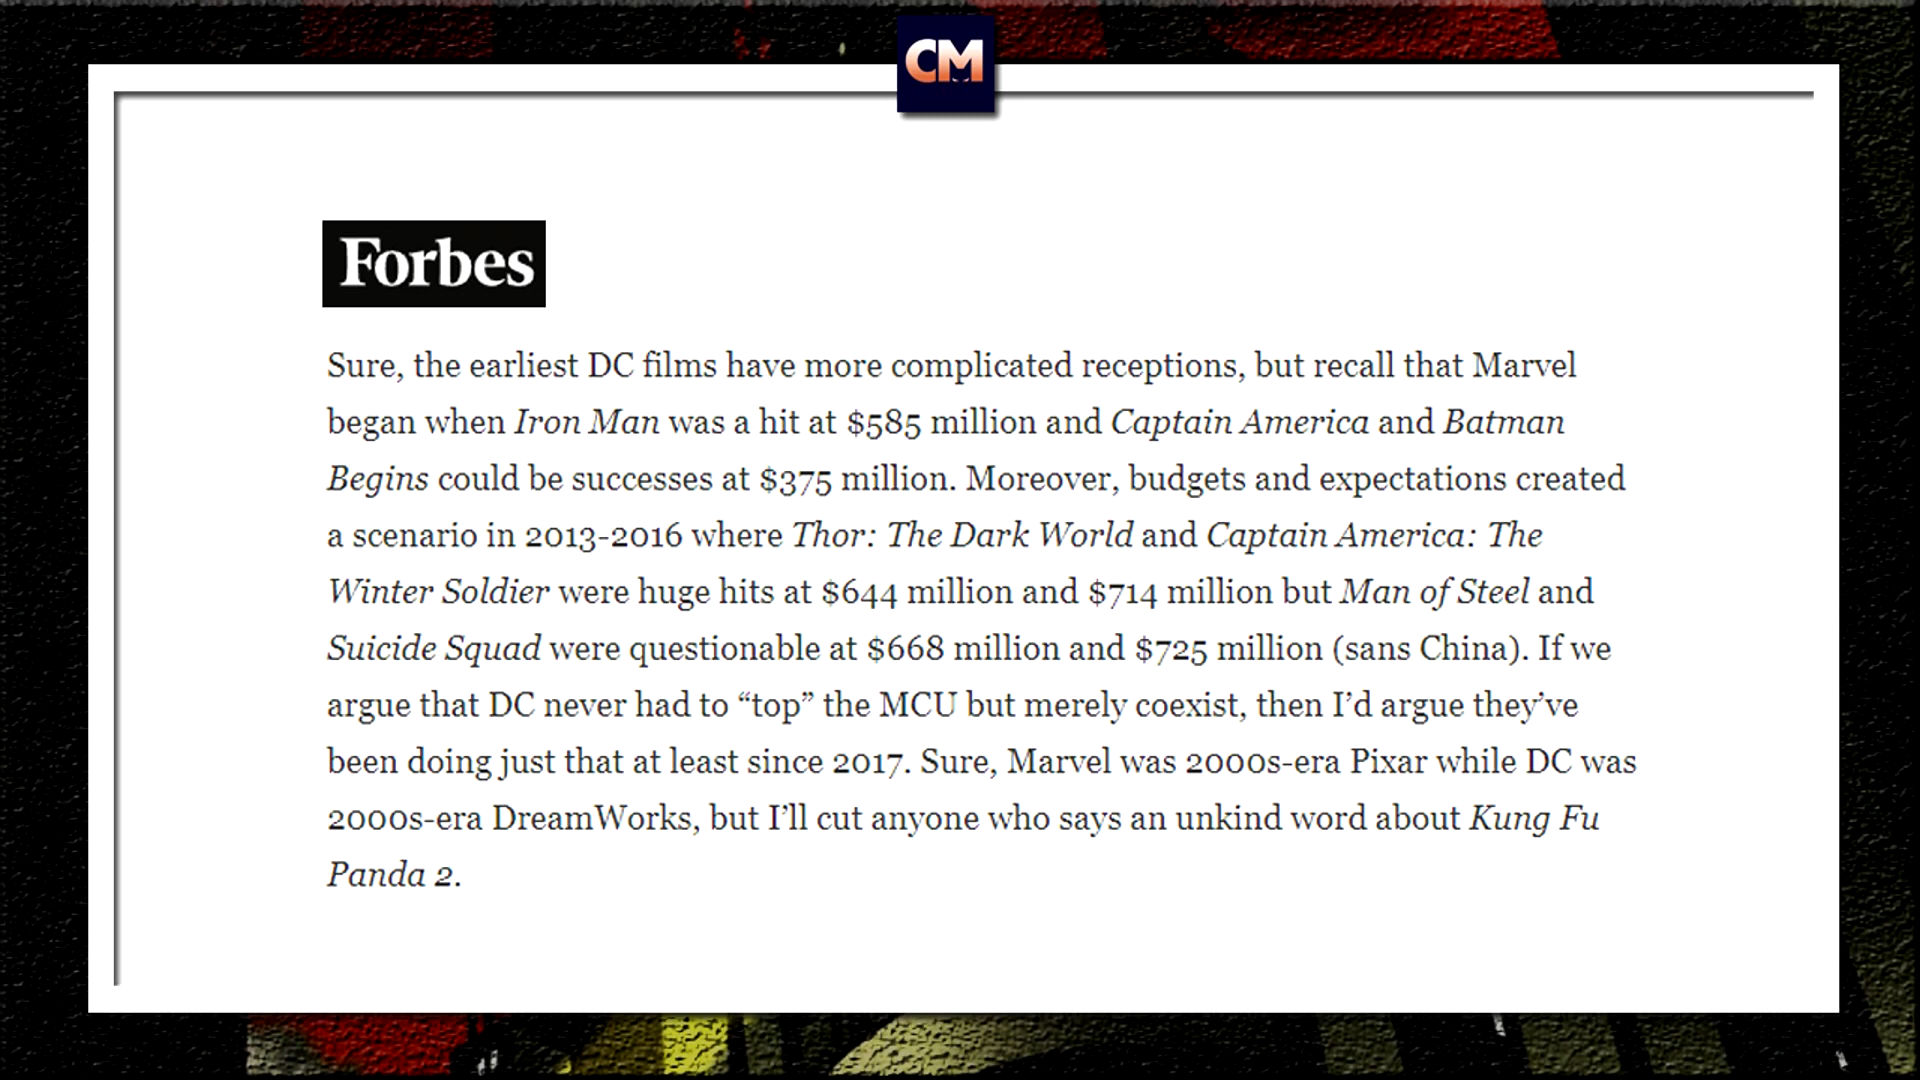 CM
Forbes
Sure, the earliest DC films have more complicated receptions, but recall that Marvel
began when Iron Man was a hit at $585 million and Captain America and Batman
Begins could be successes at $375 million. Moreover, budgets and expectations created
a scenario in 2013-2016 where Thor: The Dark World and Captain America: The
Winter Soldier were huge hits at $644 million and $714 million but Man of Steel and
Suicide Squad were questionable at $668 million and $725 million (sans China). If we
argue that DC never had to “top” the MCU but merely coexist, then I’d argue they’ve
been doing just that at least since 2017. Sure, Marvel was 2000s-era Pixar while DC was
2000s-era DreamWorks, but I’ll cut anyone who says an unkind word about Kung Fu
Panda 2.